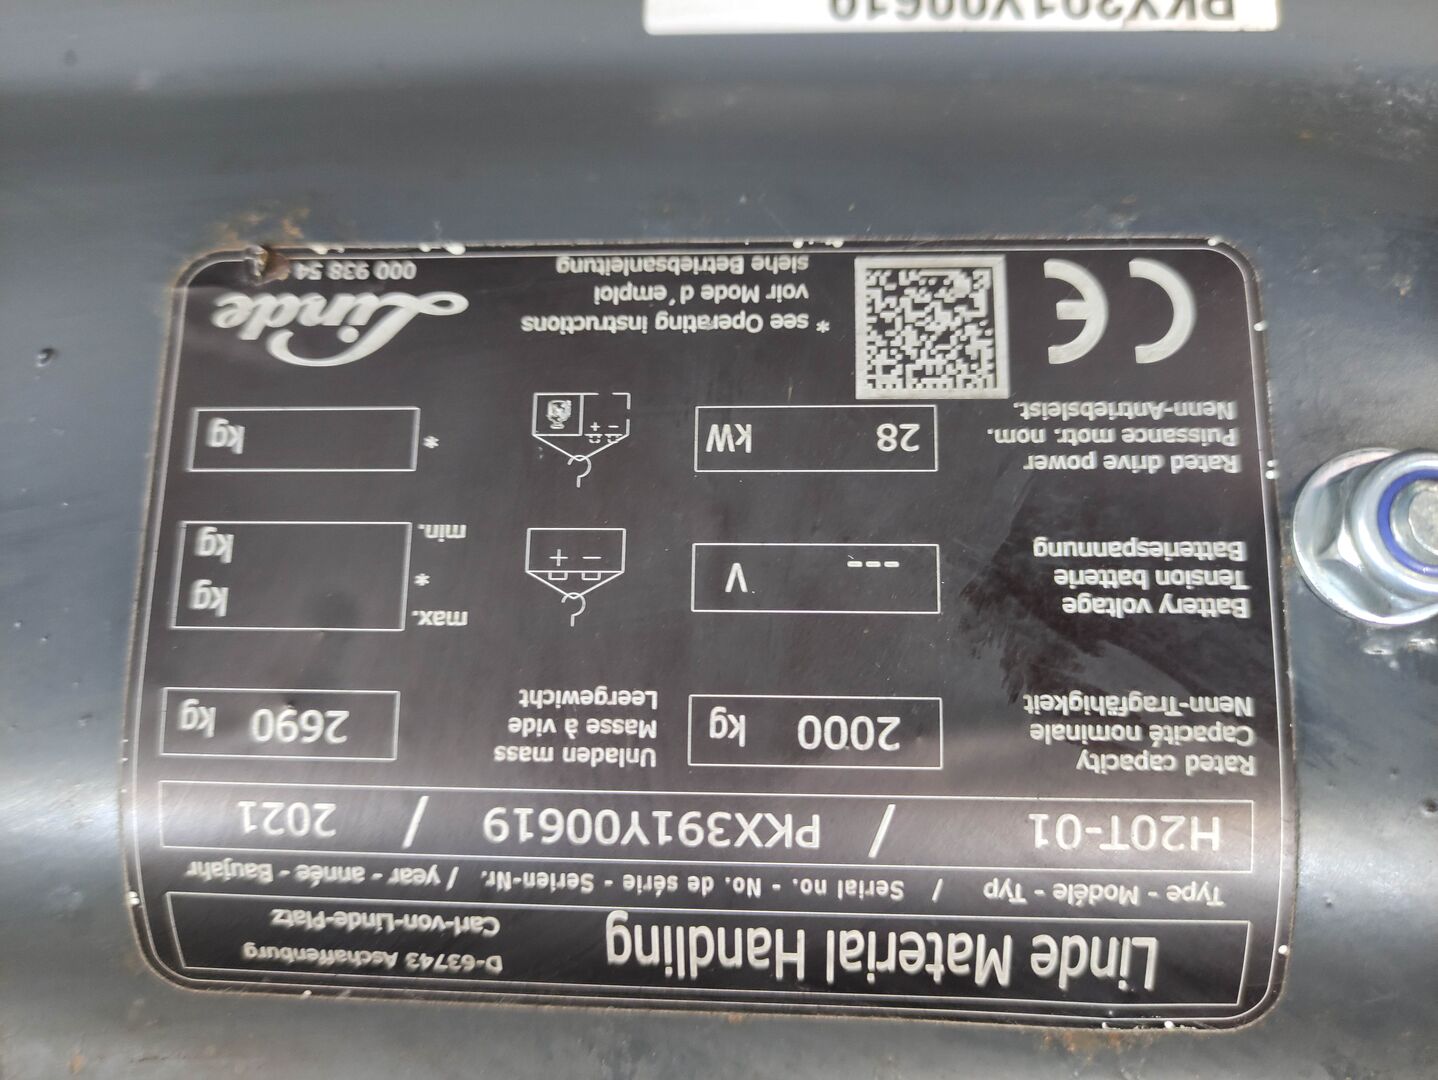 Linde Material Handling
Carl-von-Linde-Platz
D-63743 Aschaffenburg
Type - Modéle - Typ / Serial no. - No. de série - Serien-Nr. / year - année - Baujahr
H20T-01 / PKX391Y00619 / 2021
Rated capacity
Capacité nominale
Nenn-Tragfähigkeit
2000 kg
Unladen mass
Masse à vide
Leergewicht
2690 kg
Battery voltage
Tension batterie
Batteriespannung
--- V
+ -
max.
*
min.
kg
kg
Rated drive power
Puissance motr. nom.
Nenn-Antriebsleist.
28 kW
+ -
*
kg
CE
* see Operating instructions
voir Mode d'emploi
siehe Betriebsanleitung
Linde
000 938 54